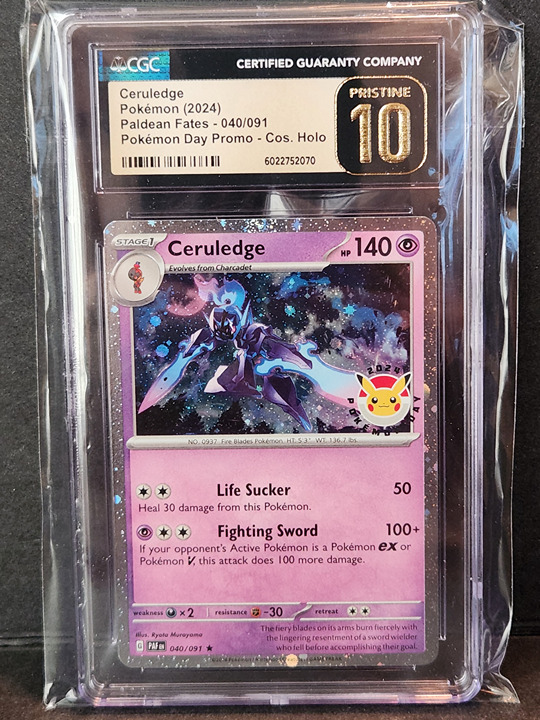 CGC
CERTIFIED GUARANTY COMPANY
Ceruledge
Pokémon (2024)
Paldean Fates - 040/091
Pokémon Day Promo - Cos. Holo
6022752070
PRISTINE
10
STAGE 1
Ceruledge
HP 140
Evolves from Charcadet
2024
POKÉMON DAY
NO. 0937 Fire Blades Pokémon. HT: 5'3" WT: 136.7 lbs.
Life Sucker 50
Heal 30 damage from this Pokémon.
Fighting Sword 100+
If your opponent's Active Pokémon is a Pokémon ex or
Pokémon V, this attack does 100 more damage.
weakness ×2 resistance -30 retreat
The fiery blades on its arms burn fiercely with
the lingering resentment of a sword wielder
who fell before accomplishing their goal.
Illus. Ryota Murayama
PAF EN 040/091 ★